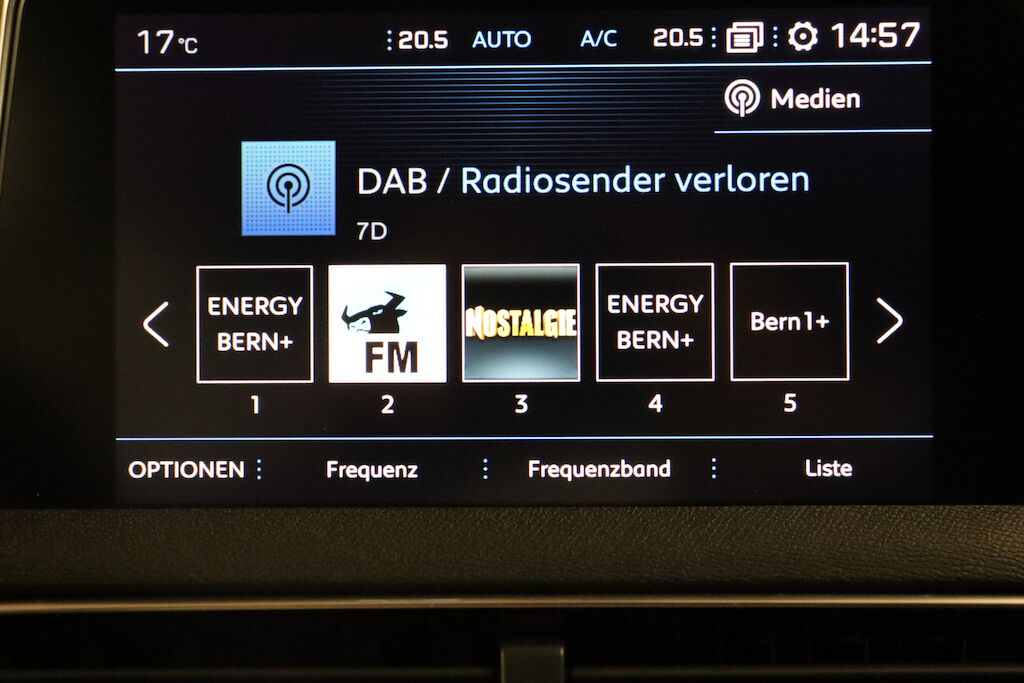 17°C 20.5 AUTO A/C 20.5 14:57
Medien
DAB / Radiosender verloren
7D
ENERGY
BERN+
FM
NOSTALGIE
ENERGY
BERN+
Bern1+
1 2 3 4 5
OPTIONEN Frequenz Frequenzband Liste